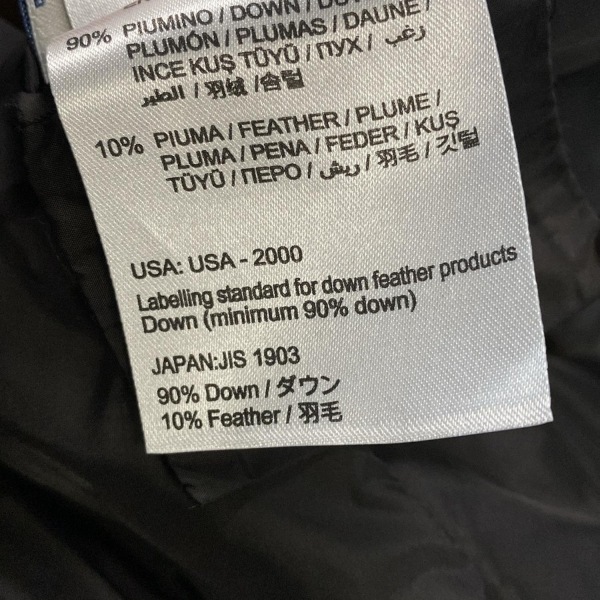 90% PIUMINO / DOWN /
PLUMÓN / PLUMAS / DAUNE /
INCE KUŞ TÜYÜ / ПУХ / زغب /
الطير / 羽绒 / 솜털
10% PIUMA / FEATHER / PLUME /
PLUMA / PENA / FEDER / KUŞ
TÜYÜ / ПЕРО / ريش / 羽毛 / 깃털
USA: USA - 2000
Labelling standard for down feather products
Down (minimum 90% down)
JAPAN:JIS 1903
90% Down / ダウン
10% Feather / 羽毛